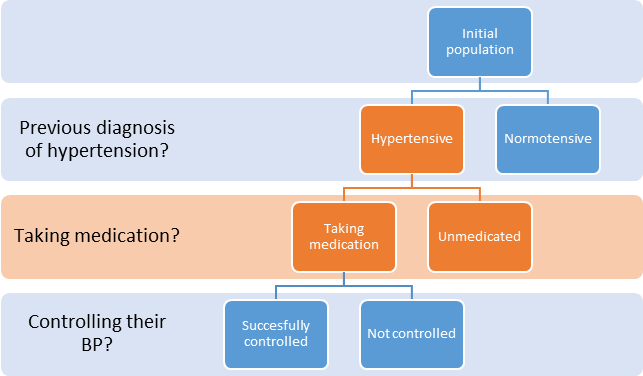 Initial
population
Previous diagnosis
of hypertension?
Hypertensive
Normotensive
Taking medication?
Taking
medication
Unmedicated
Controlling their
BP?
Succesfully
controlled
Not controlled